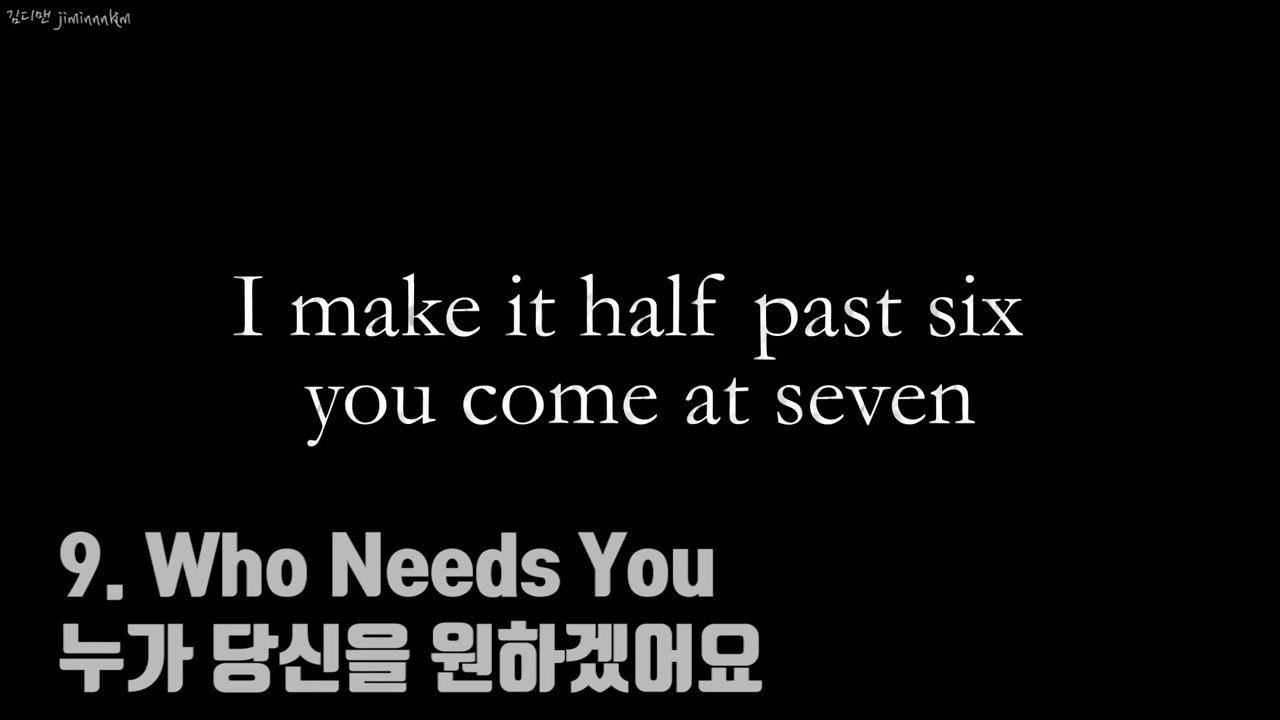 김디맨 jiminnnkim
I make it half past six
you come at seven
9. Who Needs You
누가 당신을 원하겠어요